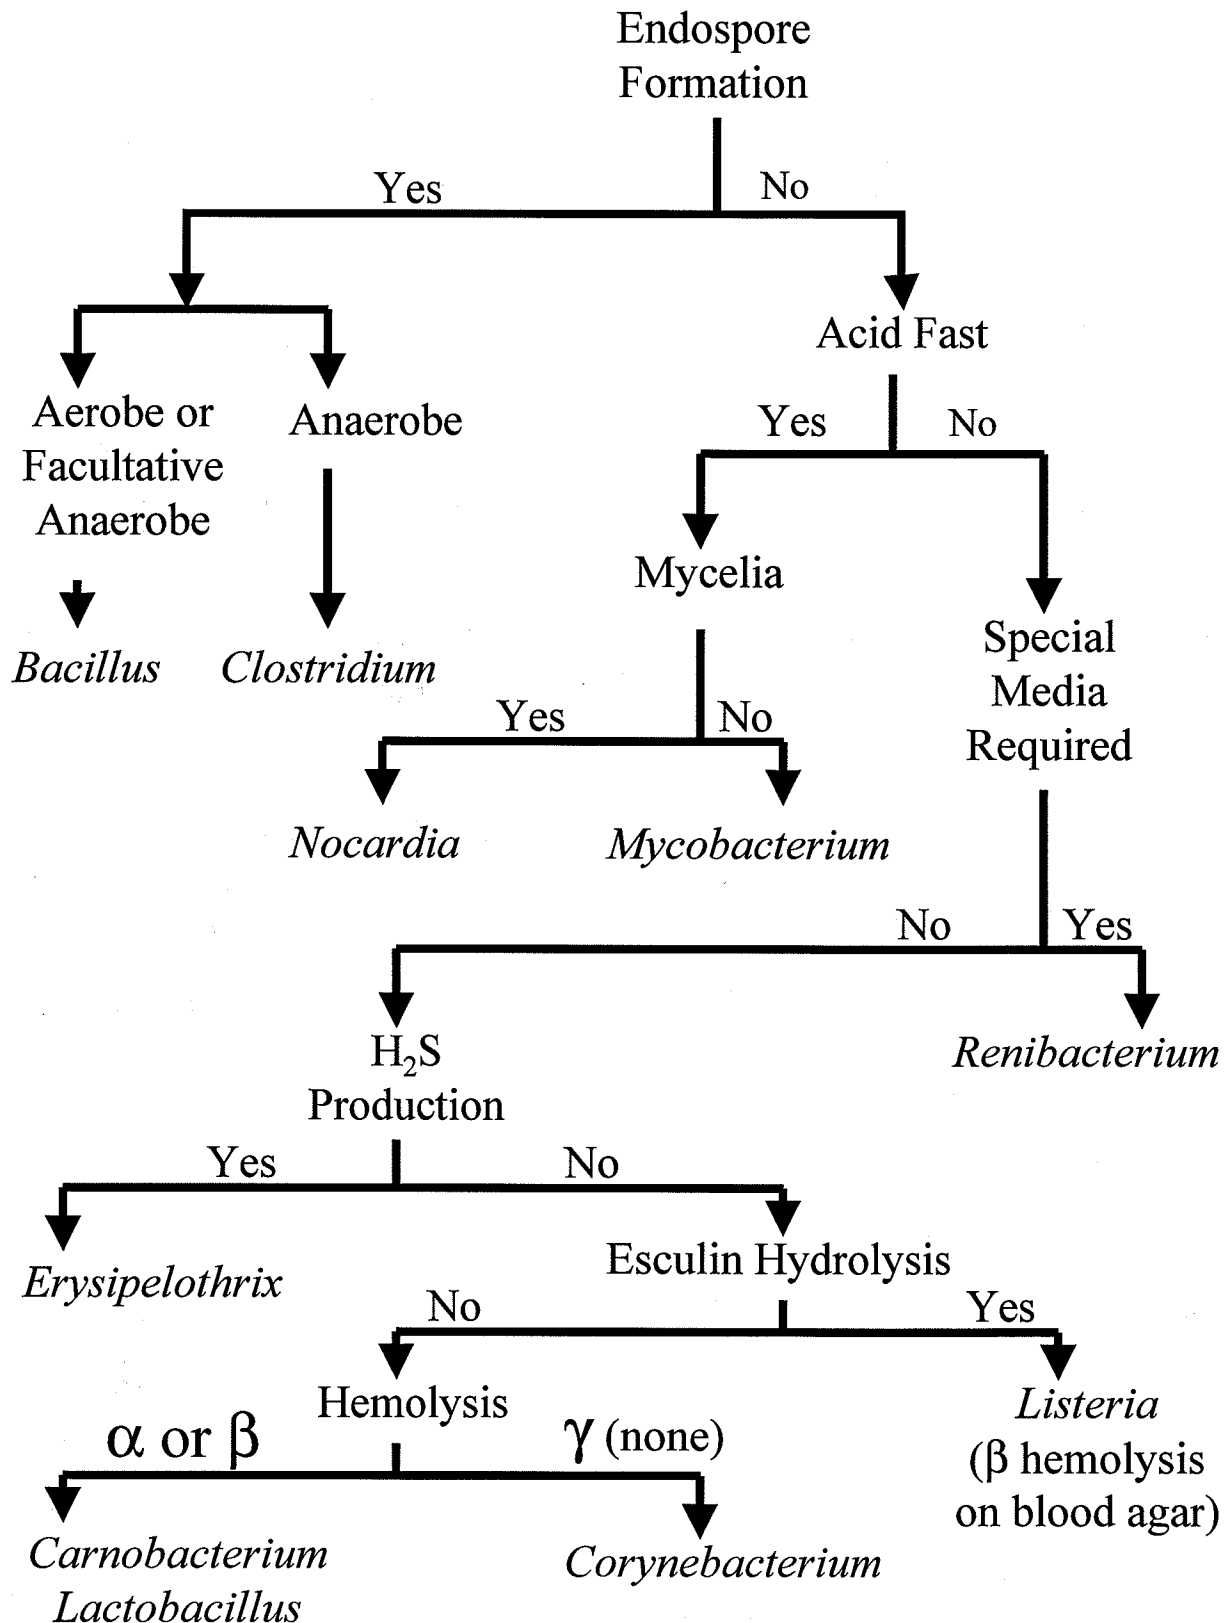 Endospore
Formation
Yes
No
Acid Fast
Aerobe or
Facultative
Anaerobe
Anaerobe
Yes
No
Mycelia
Bacillus
Clostridium
Special
Media
Required
Yes
No
Nocardia
Mycobacterium
No
Yes
H₂S
Production
Renibacterium
Yes
No
Erysipelothrix
Esculin Hydrolysis
No
Yes
Hemolysis
Listeria
(β hemolysis
on blood agar)
α or β
γ (none)
Carnobacterium
Lactobacillus
Corynebacterium